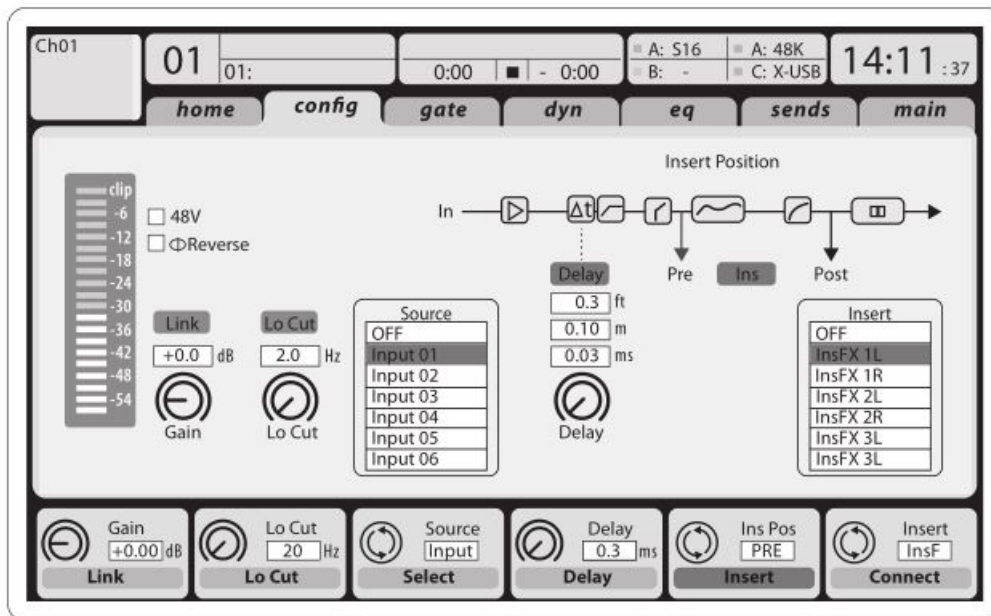 Ch01
01
01:
0:00 - 0:00
A: S16
B: -
A: 48K
C: X-USB
14:11 :37
home config gate dyn eq sends main
Insert Position
clip
-6
-12
-18
-24
-30
-36
-42
-48
-54
48V
ΦReverse
In
Δt
Pre
Ins
Post
Link
+0.0 dB
Gain
Lo Cut
2.0 Hz
Lo Cut
Source
OFF
Input 01
Input 02
Input 03
Input 04
Input 05
Input 06
Delay
0.3 ft
0.10 m
0.03 ms
Delay
Insert
OFF
InsFX 1L
InsFX 1R
InsFX 2L
InsFX 2R
InsFX 3L
InsFX 3L
Gain
+0.00 dB
Link
Lo Cut
20 Hz
Lo Cut
Source
Input
Select
Delay
0.3 ms
Delay
Ins Pos
PRE
Insert
Insert
InsF
Connect